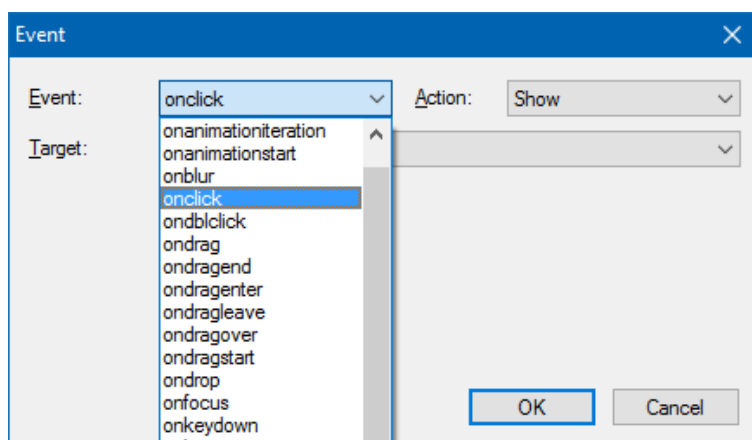 Event
Event: onclick Action: Show
Target:
onanimationiteration
onanimationstart
onblur
onclick
ondblclick
ondrag
ondragend
ondragenter
ondragleave
ondragover
ondragstart
ondrop
onfocus
onkeydown
OK Cancel